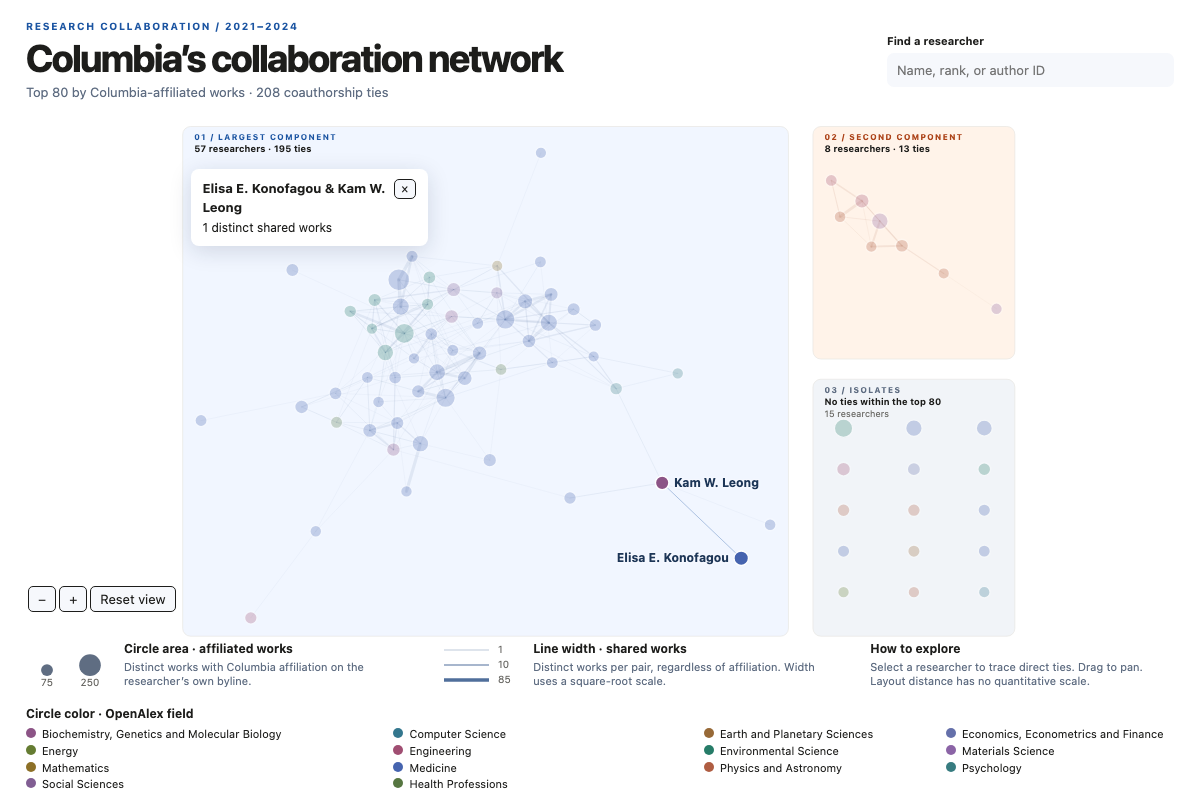 RESEARCH COLLABORATION / 2021–2024
Columbia’s collaboration network
Top 80 by Columbia-affiliated works · 208 coauthorship ties
Find a researcher
Name, rank, or author ID
01 / LARGEST COMPONENT
57 researchers · 195 ties
Elisa E. Konofagou & Kam W.
Leong
×
1 distinct shared works
Kam W. Leong
Elisa E. Konofagou
02 / SECOND COMPONENT
8 researchers · 13 ties
03 / ISOLATES
No ties within the top 80
15 researchers
−
+
Reset view
75
250
Circle area · affiliated works
Distinct works with Columbia affiliation on the
researcher’s own byline.
1
10
85
Line width · shared works
Distinct works per pair, regardless of affiliation. Width
uses a square-root scale.
How to explore
Select a researcher to trace direct ties. Drag to pan.
Layout distance has no quantitative scale.
Circle color · OpenAlex field
Biochemistry, Genetics and Molecular Biology
Computer Science
Earth and Planetary Sciences
Economics, Econometrics and Finance
Energy
Engineering
Environmental Science
Materials Science
Mathematics
Medicine
Physics and Astronomy
Psychology
Social Sciences
Health Professions